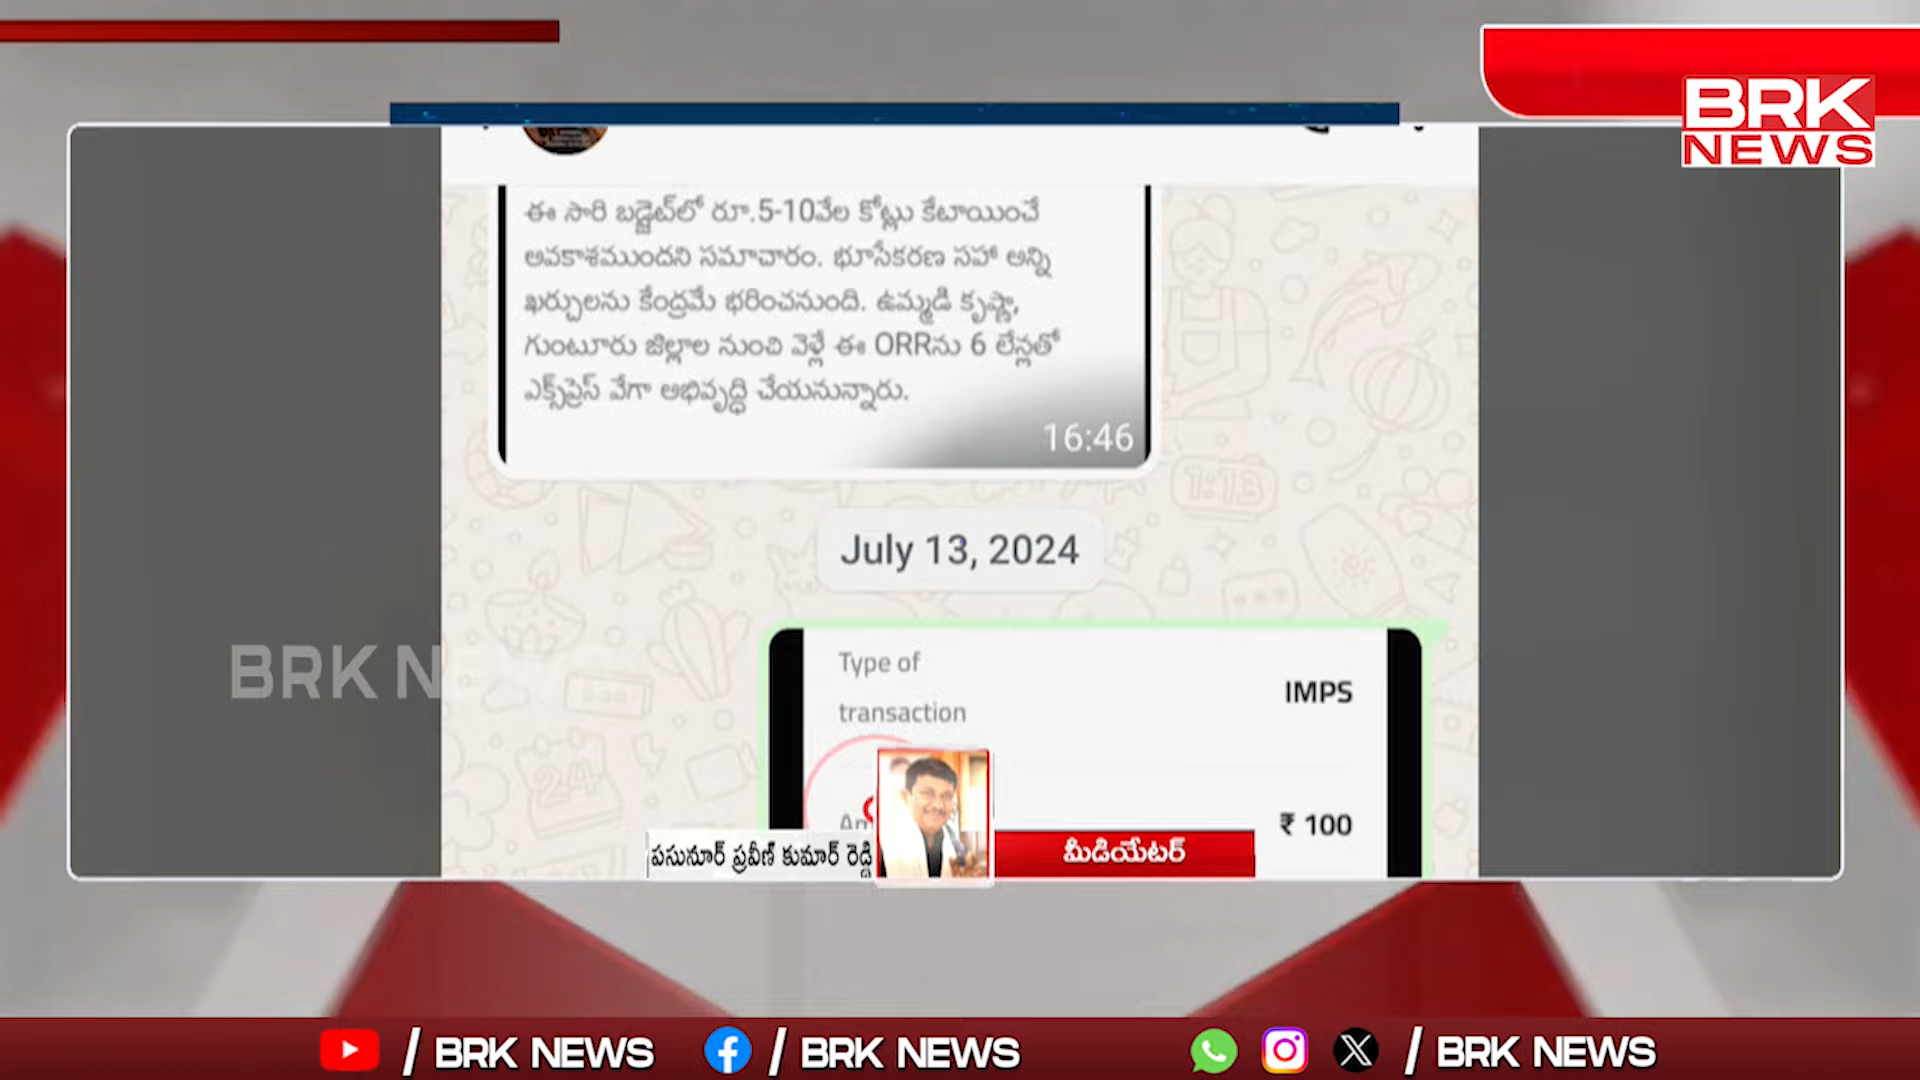 BRK
NEWS
ఈ సారి బడ్జెట్‌లో రూ.5-10వేల కోట్లు కేటాయించే
అవకాశముందని సమాచారం. భూసేకరణ సహా అన్ని
ఖర్చులను కేంద్రమే భరించనుంది. ఉమ్మడి కృష్ణా,
గుంటూరు జిల్లాల నుంచి వెళ్లే ఈ ORRను 6 లేన్లతో
ఎక్స్‌ప్రెస్ వేగా అభివృద్ధి చేయనున్నారు.
16:46
July 13, 2024
BRK N
Type of
transaction
IMPS
₹ 100
పసునూర్ ప్రవీణ్ కుమార్ రెడ్డి
మీడియేటర్
/ BRK NEWS
/ BRK NEWS
/ BRK NEWS